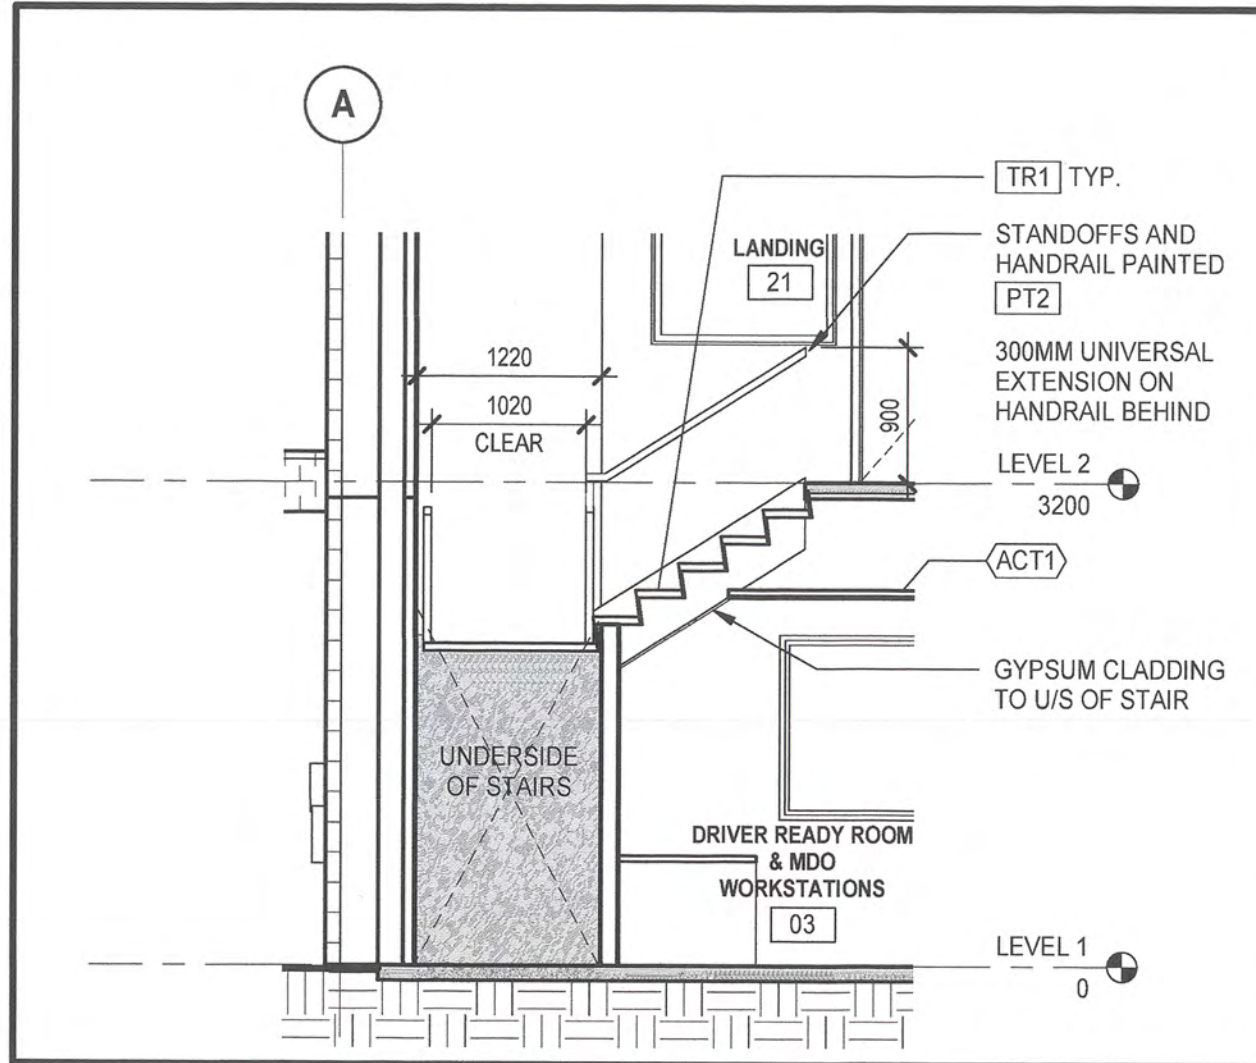 A
TR1 TYP.
STANDOFFS AND
HANDRAIL PAINTED
PT2
300MM UNIVERSAL
EXTENSION ON
HANDRAIL BEHIND
LANDING
21
1220
1020
CLEAR
900
LEVEL 2
3200
ACT1
GYPSUM CLADDING
TO U/S OF STAIR
UNDERSIDE
OF STAIRS
DRIVER READY ROOM
& MDO
WORKSTATIONS
03
LEVEL 1
0